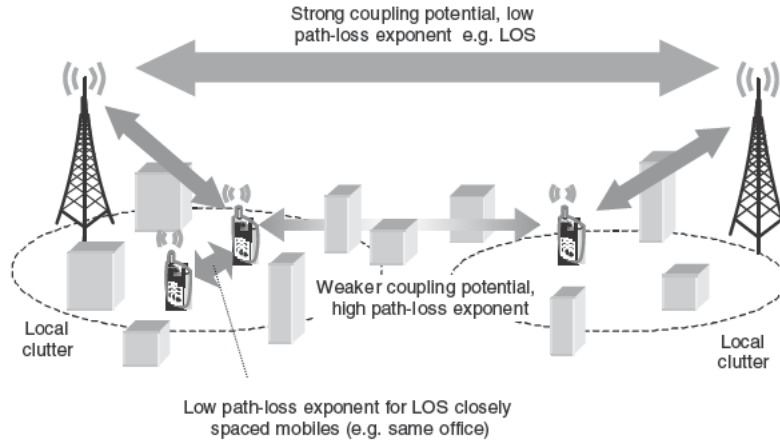 Strong coupling potential, low
path-loss exponent e.g. LOS
Weaker coupling potential,
high path-loss exponent
Local
clutter
Local
clutter
Low path-loss exponent for LOS closely
spaced mobiles (e.g. same office)